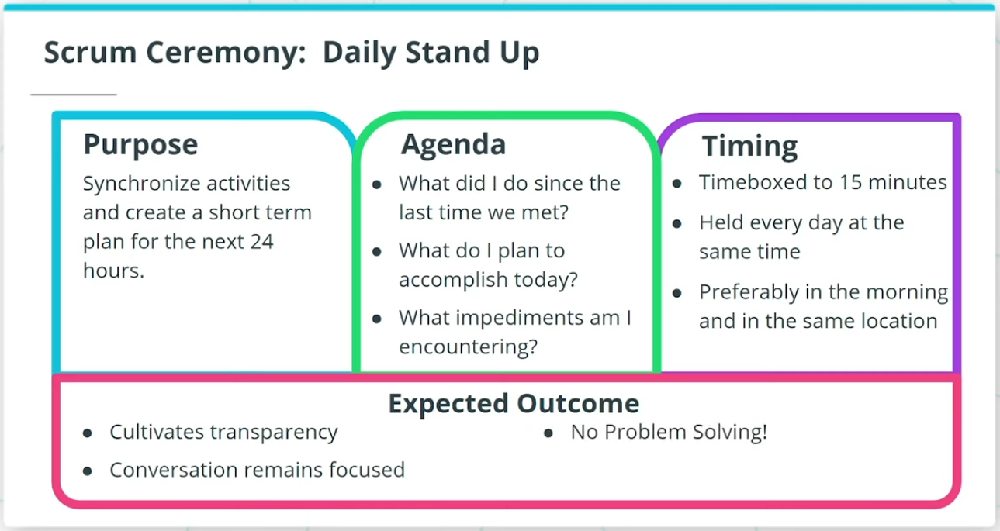 Scrum Ceremony: Daily Stand Up
Purpose
Synchronize activities
and create a short term
plan for the next 24
hours.
Agenda
● What did I do since the
last time we met?
● What do I plan to
accomplish today?
● What impediments am I
encountering?
Timing
● Timeboxed to 15 minutes
● Held every day at the
same time
● Preferably in the morning
and in the same location
Expected Outcome
● Cultivates transparency
● Conversation remains focused
● No Problem Solving!